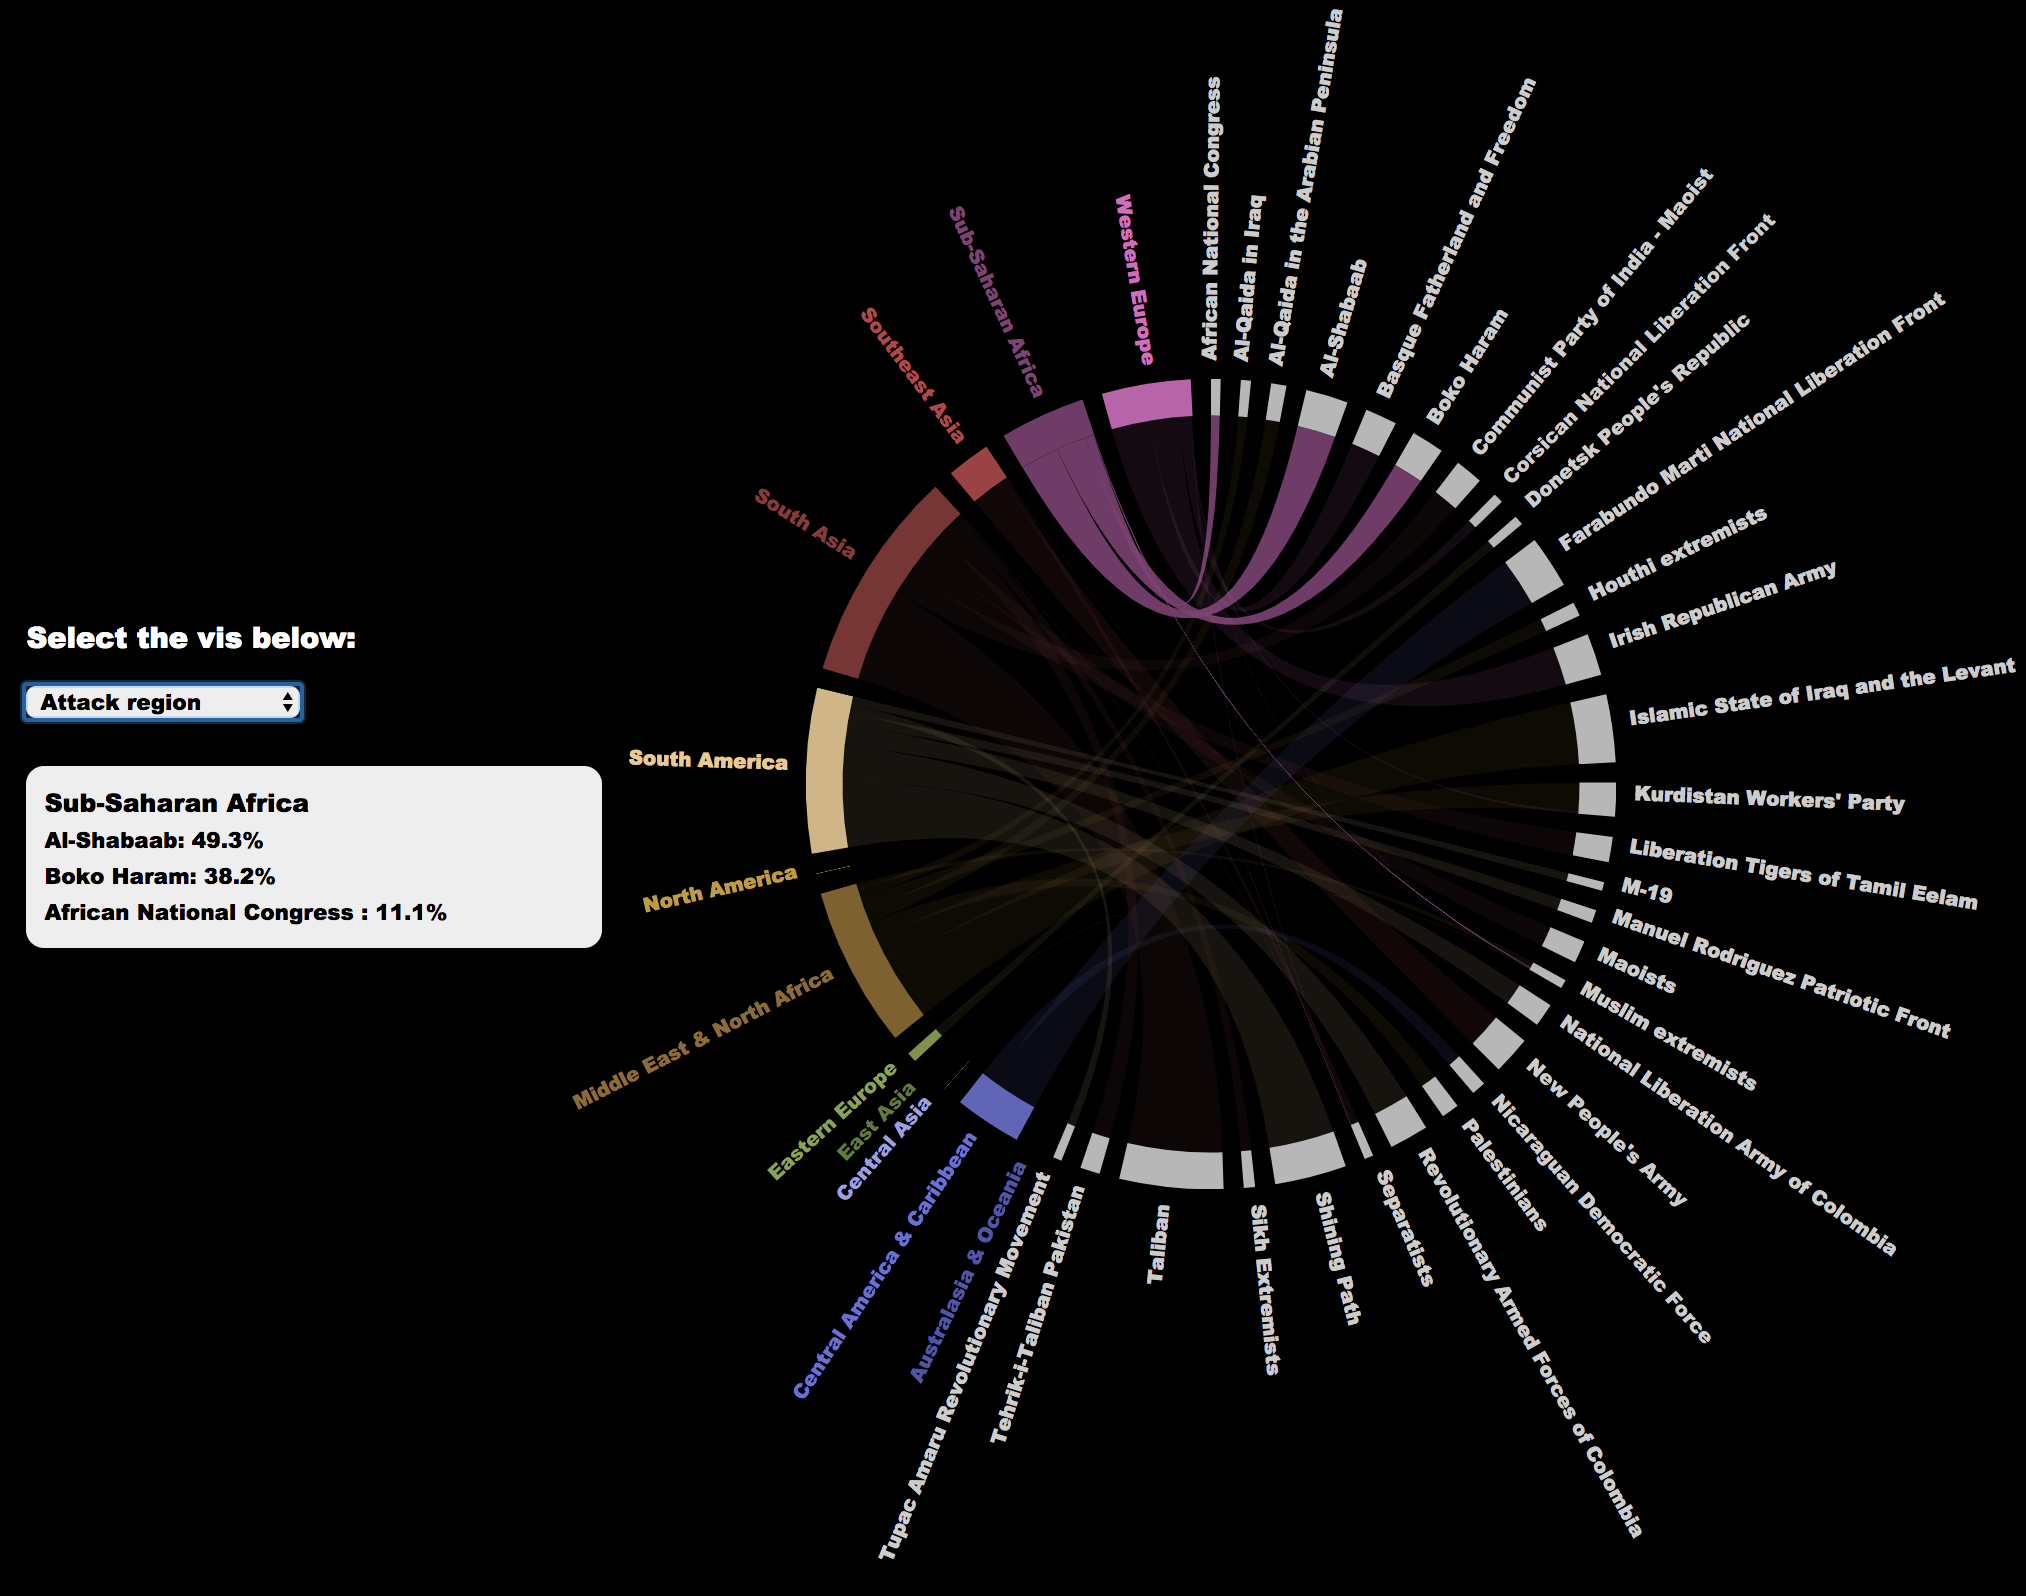 Select the vis below:
Attack region
Sub-Saharan Africa
Al-Shabaab: 49.3%
Boko Haram: 38.2%
African National Congress : 11.1%
African National Congress
Al-Qaida in Iraq
Al-Qaida in the Arabian Peninsula
Al-Shabaab
Basque Fatherland and Freedom
Boko Haram
Communist Party of India - Maoist
Corsican National Liberation Front
Donetsk People's Republic
Farabundo Marti National Liberation Front
Houthi extremists
Irish Republican Army
Islamic State of Iraq and the Levant
Kurdistan Workers' Party
Liberation Tigers of Tamil Eelam
M-19
Manuel Rodriguez Patriotic Front
Maoists
Muslim extremists
National Liberation Army of Colombia
New People's Army
Nicaraguan Democratic Force
Palestinians
Revolutionary Armed Forces of Colombia
Separatists
Shining Path
Sikh Extremists
Taliban
Tehrik-i-Taliban Pakistan
Tupac Amaru Revolutionary Movement
Australasia & Oceania
Central America & Caribbean
Central Asia
East Asia
Eastern Europe
Middle East & North Africa
North America
South America
South Asia
Southeast Asia
Sub-Saharan Africa
Western Europe